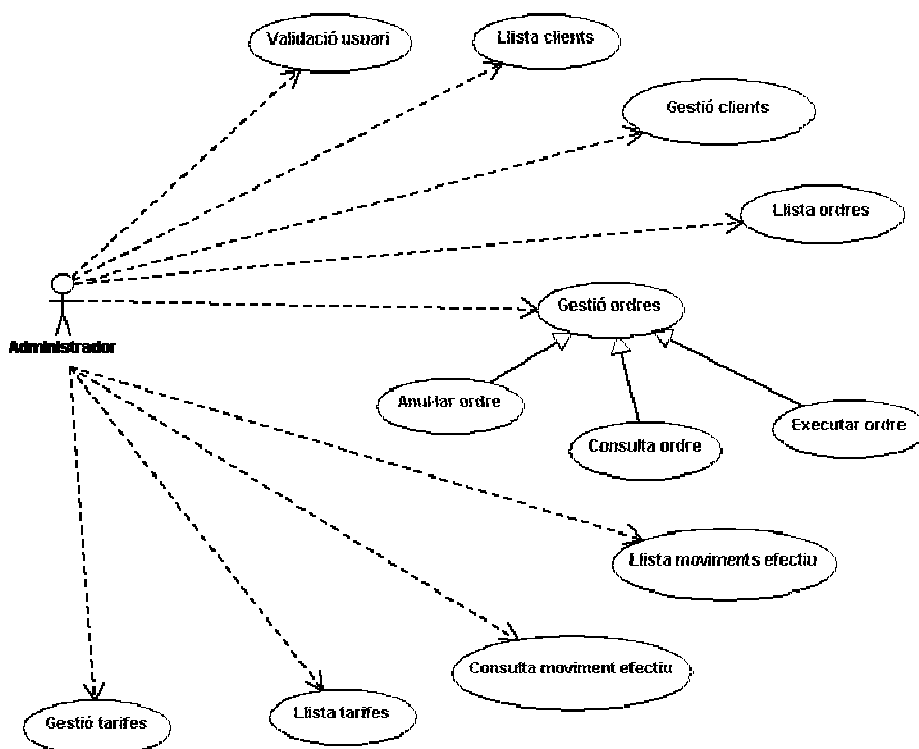 Validació usuari
Llista clients
Gestió clients
Llista ordres
Gestió ordres
Administrador
Anul·lar ordre
Executar ordre
Consulta ordre
Llista moviments efectiu
Consulta moviment efectiu
Llista tarifes
Gestió tarifes